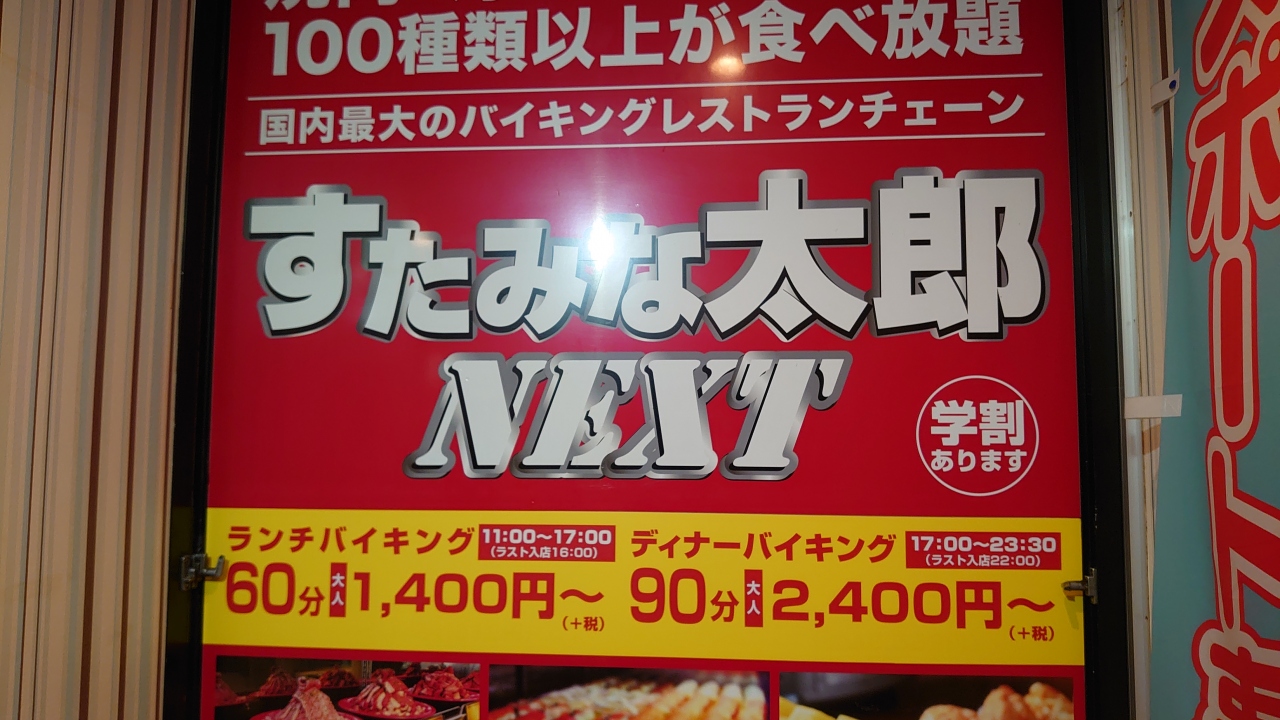 100種類以上が食べ放題
国内最大のバイキングレストランチェーン
すたみな太郎
NEXT
学割
あります
ランチバイキング 11:00～17:00
(ラスト入店16:00)
60分 大人 1,400円～
(+税)
ディナーバイキング 17:00～23:30
(ラスト入店22:00)
90分 大人 2,400円～
(+税)